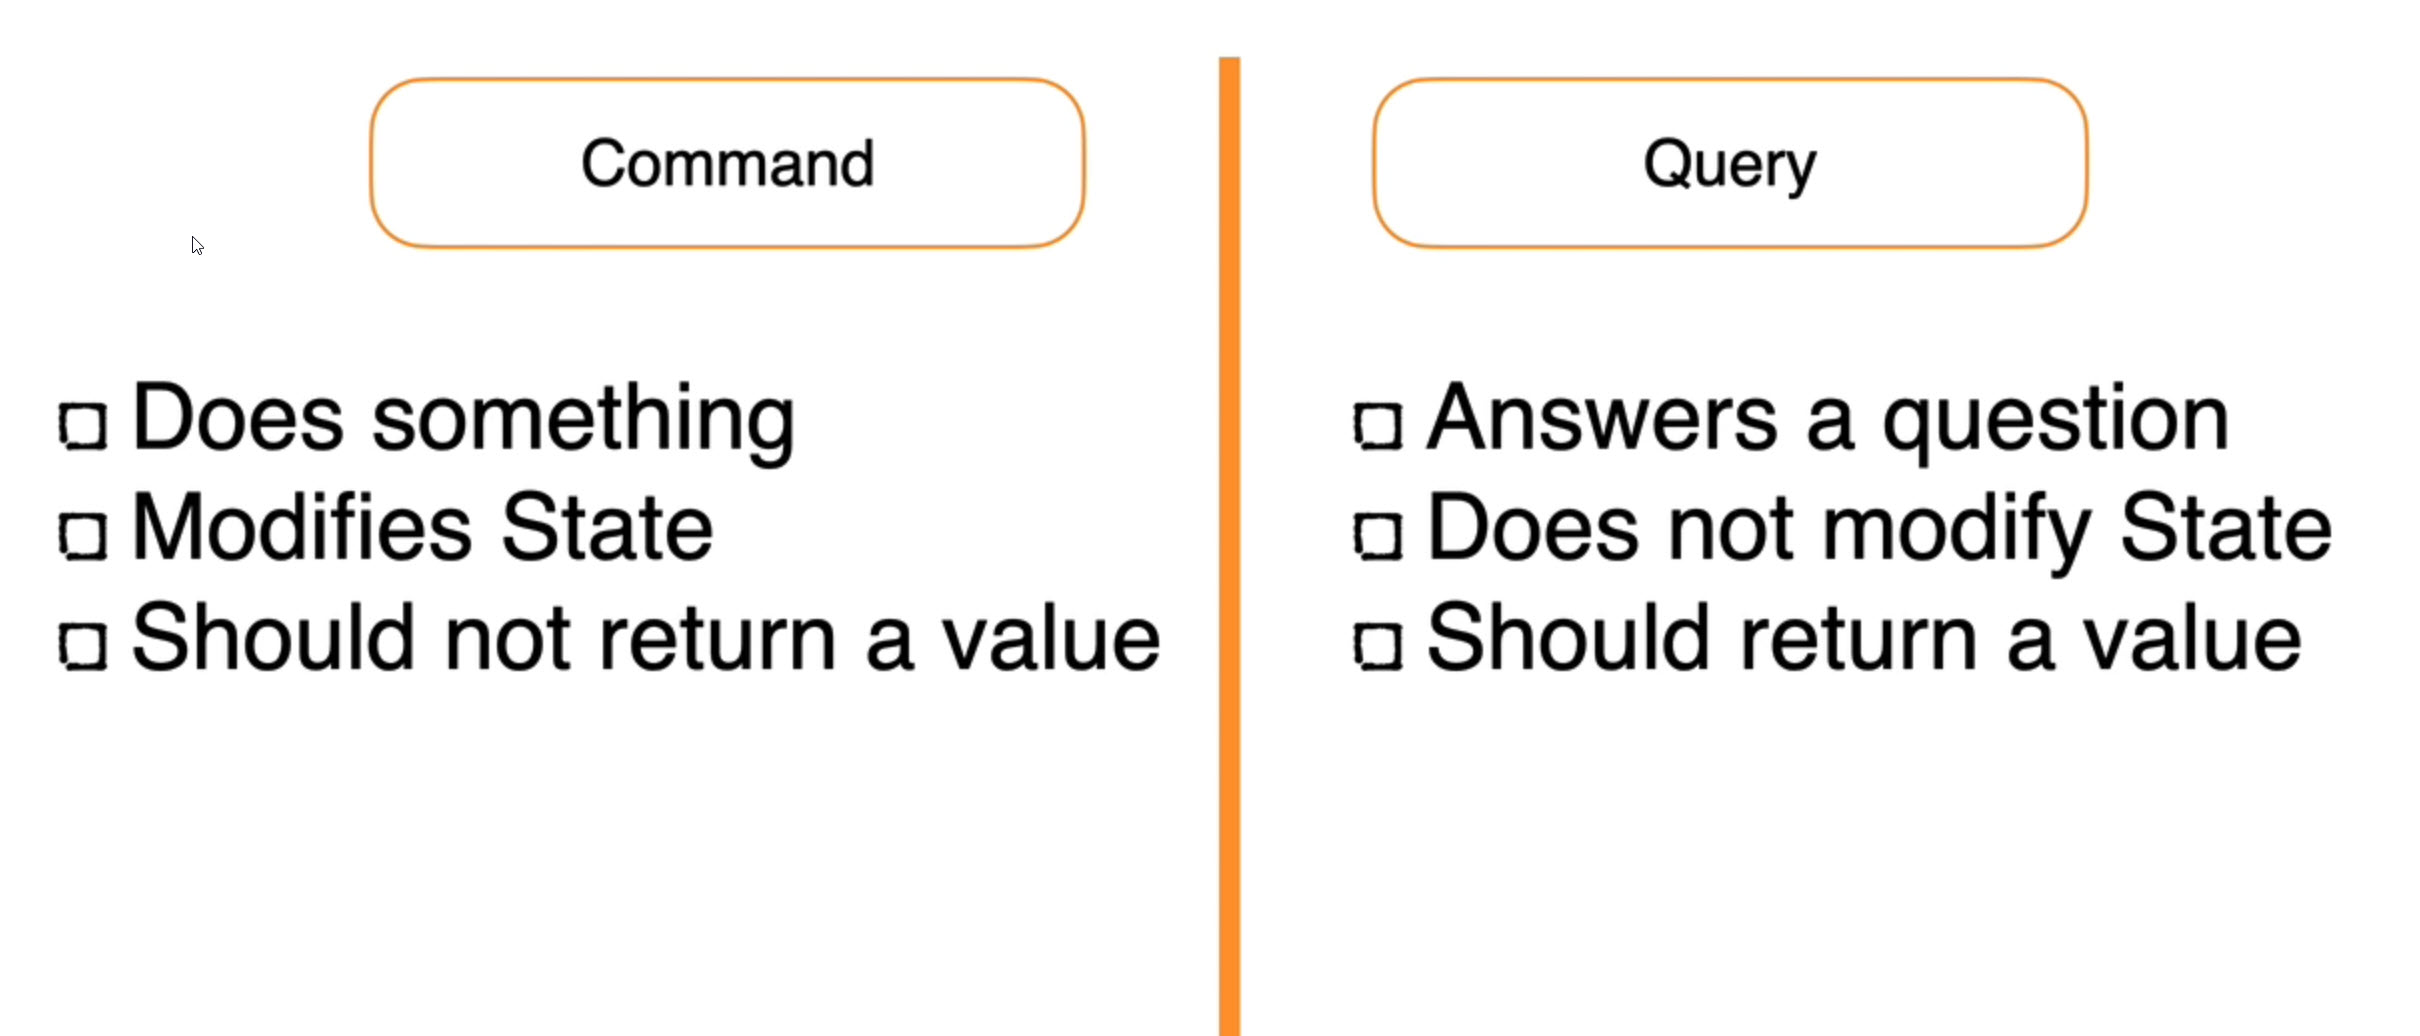 Command
Does something
Modifies State
Should not return a value
Query
Answers a question
Does not modify State
Should return a value